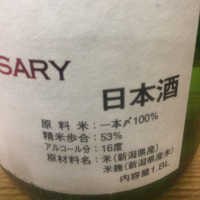 SARY
日本酒
原料米：一本〆100%
精米歩合：53%
アルコール分：16度
原材料名：米（新潟県産）
米麹（新潟県産米）
内容量1.8L